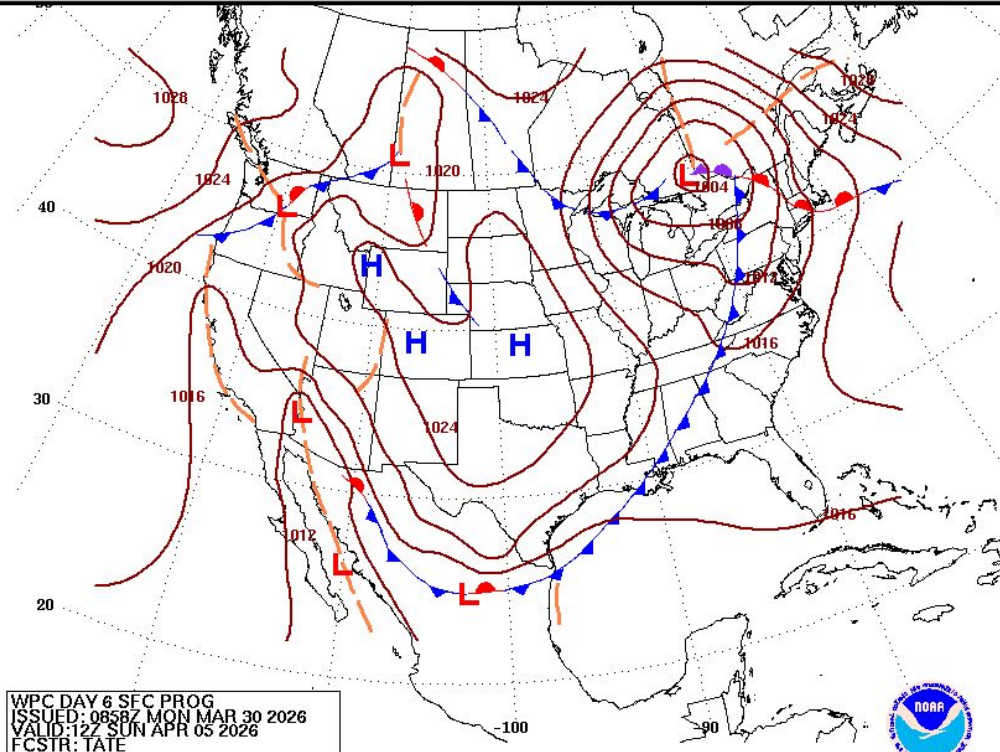 1028
1028
1024
1024
1020
1024
L
L
1004
L
40
1008
H
1020
1012
H
H
1016
1016
30
L
1024
1016
1012
L
L
20
WPC DAY 6 SFC PROG
ISSUED: 0858Z MON MAR 30 2026
VALID:12Z SUN APR 05 2026
FCSTR: TATE
-100
-90
NOAA